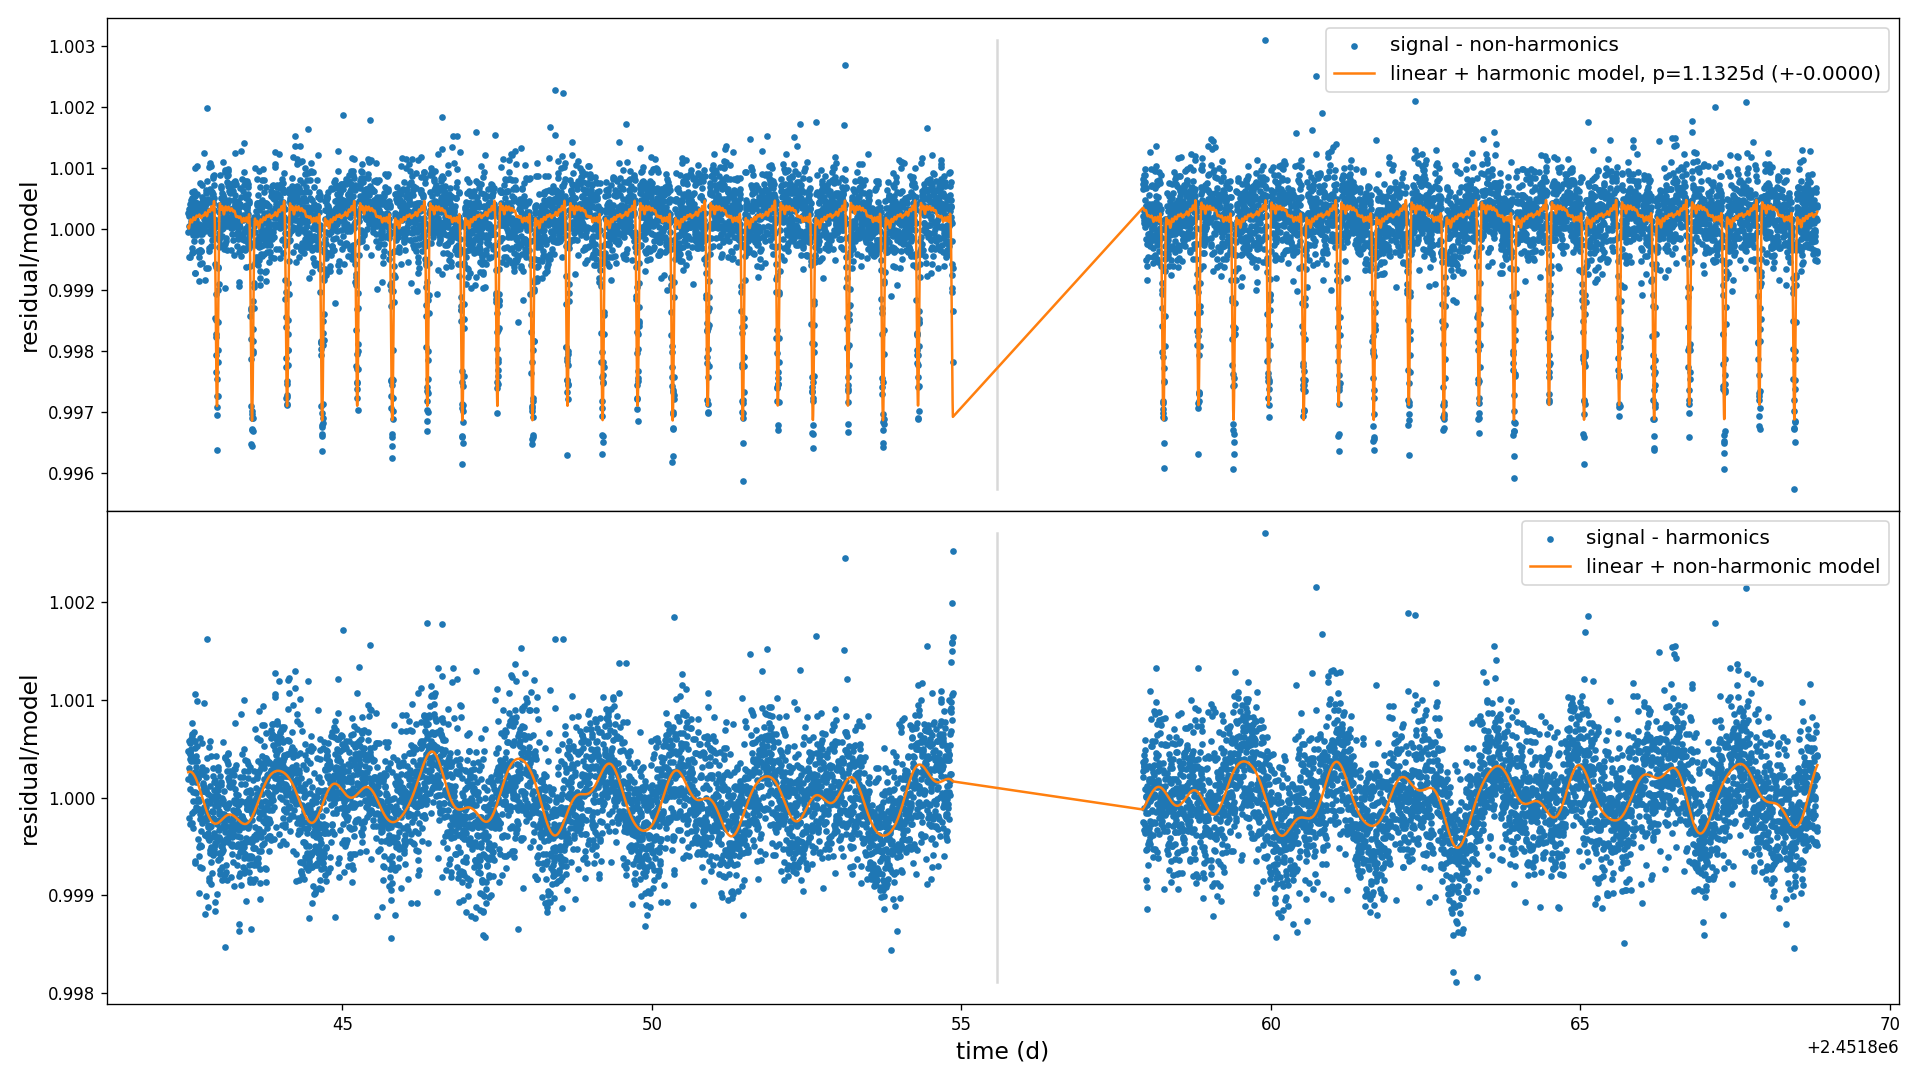 signal - non-harmonics
linear + harmonic model, p=1.1325d (+-0.0000)
residual/model
1.003
1.002
1.001
1.000
0.999
0.998
0.997
0.996
signal - harmonics
linear + non-harmonic model
residual/model
1.002
1.001
1.000
0.999
0.998
45
50
55
60
65
70
time (d)
+2.4518e6